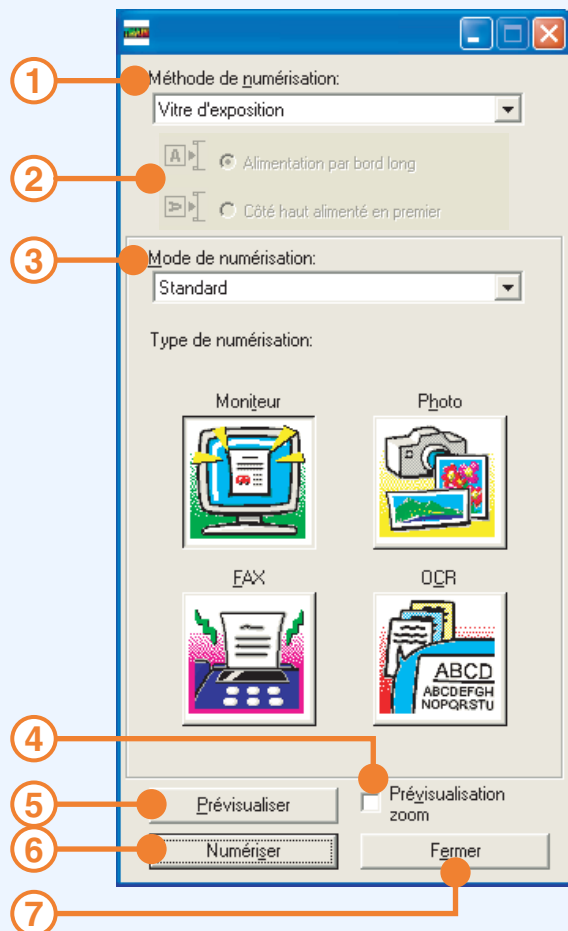 1
Méthode de numérisation:
Vitre d'exposition
2
A
Alimentation par bord long
A
Côté haut alimenté en premier
3
Mode de numérisation:
Standard
Type de numérisation:
Moniteur
Photo
FAX
OCR
ABCD
ABCDEFGH
NOPQRSTU
4
5
Prévisualiser
Prévisualisation
zoom
6
Numériser
Fermer
7